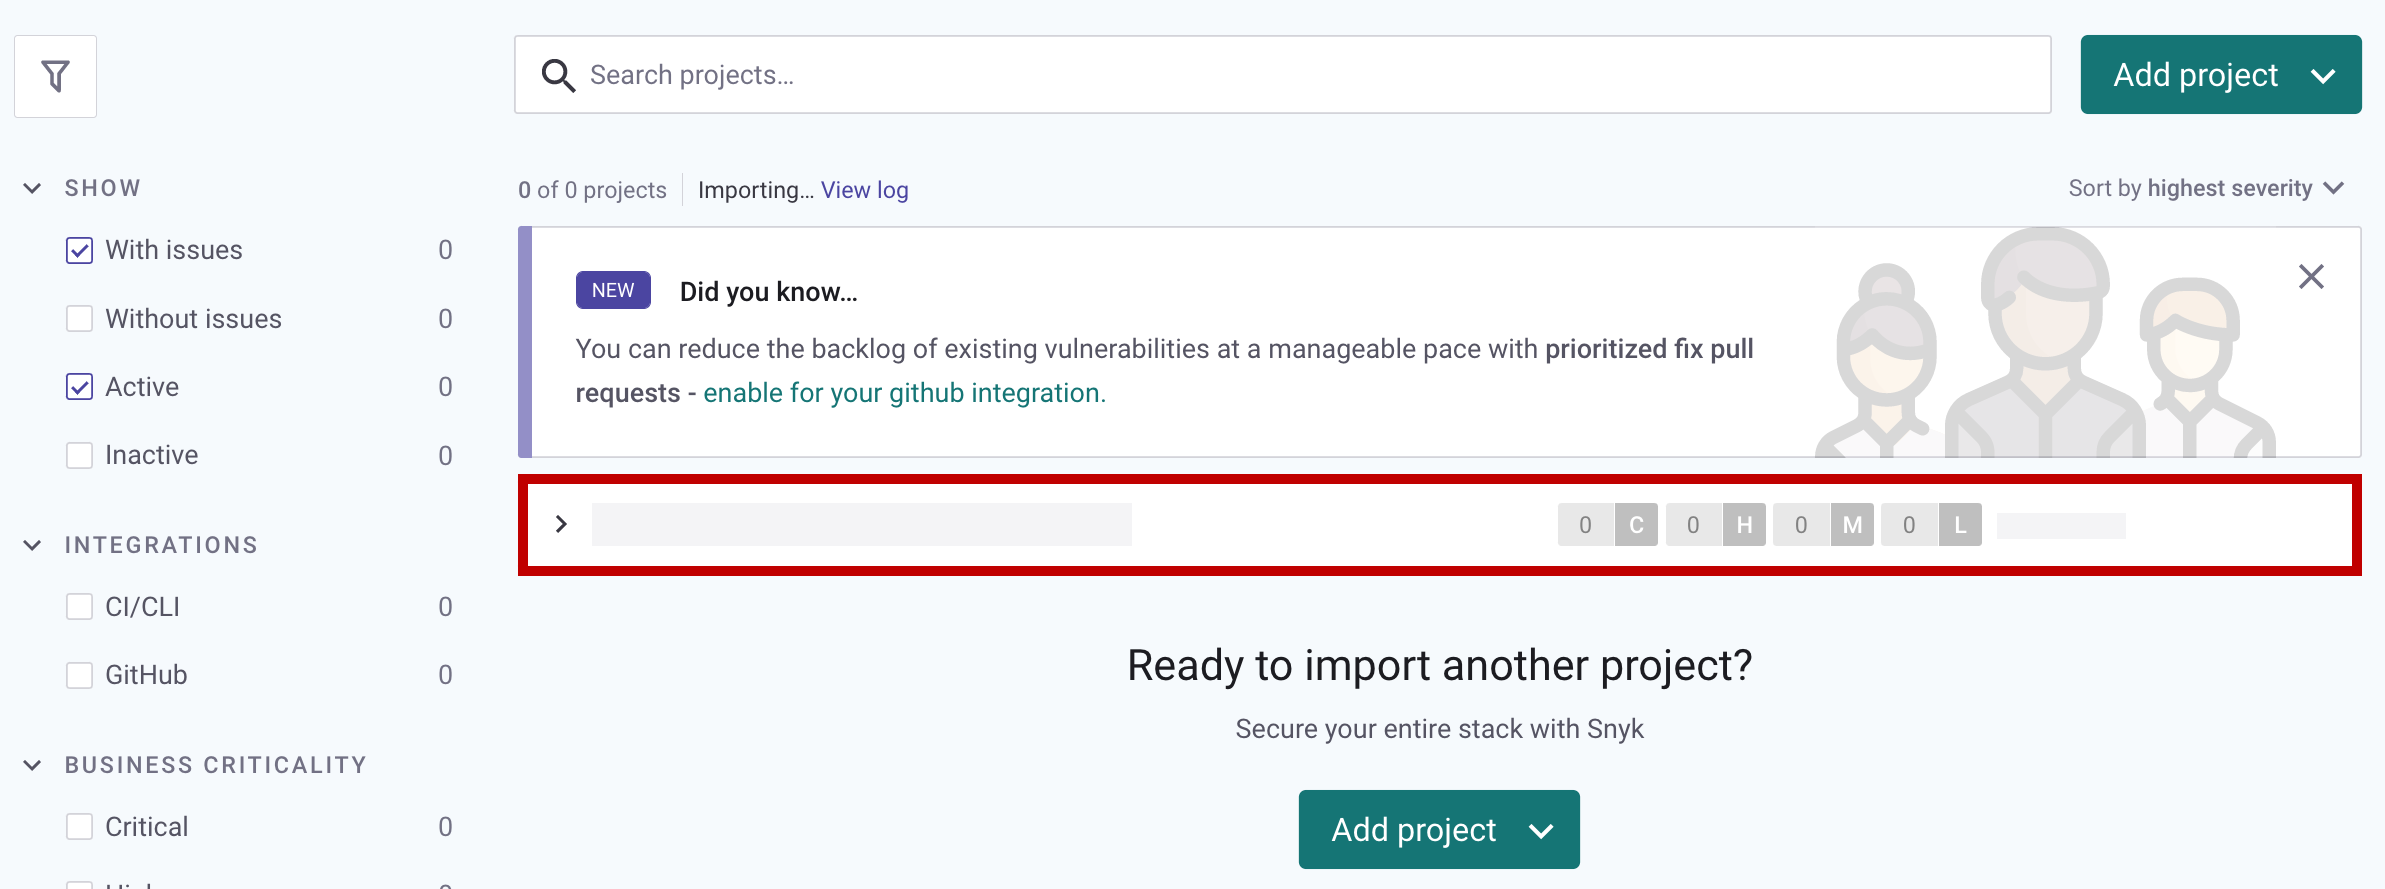 Search projects...
Add project
SHOW
With issues 0
Without issues 0
Active 0
Inactive 0
INTEGRATIONS
CI/CLI 0
GitHub 0
BUSINESS CRITICALITY
Critical 0
0 of 0 projects
Importing... View log
Sort by highest severity
NEW Did you know...
You can reduce the backlog of existing vulnerabilities at a manageable pace with prioritized fix pull
requests - enable for your github integration.
0 C 0 H 0 M 0 L
Ready to import another project?
Secure your entire stack with Snyk
Add project